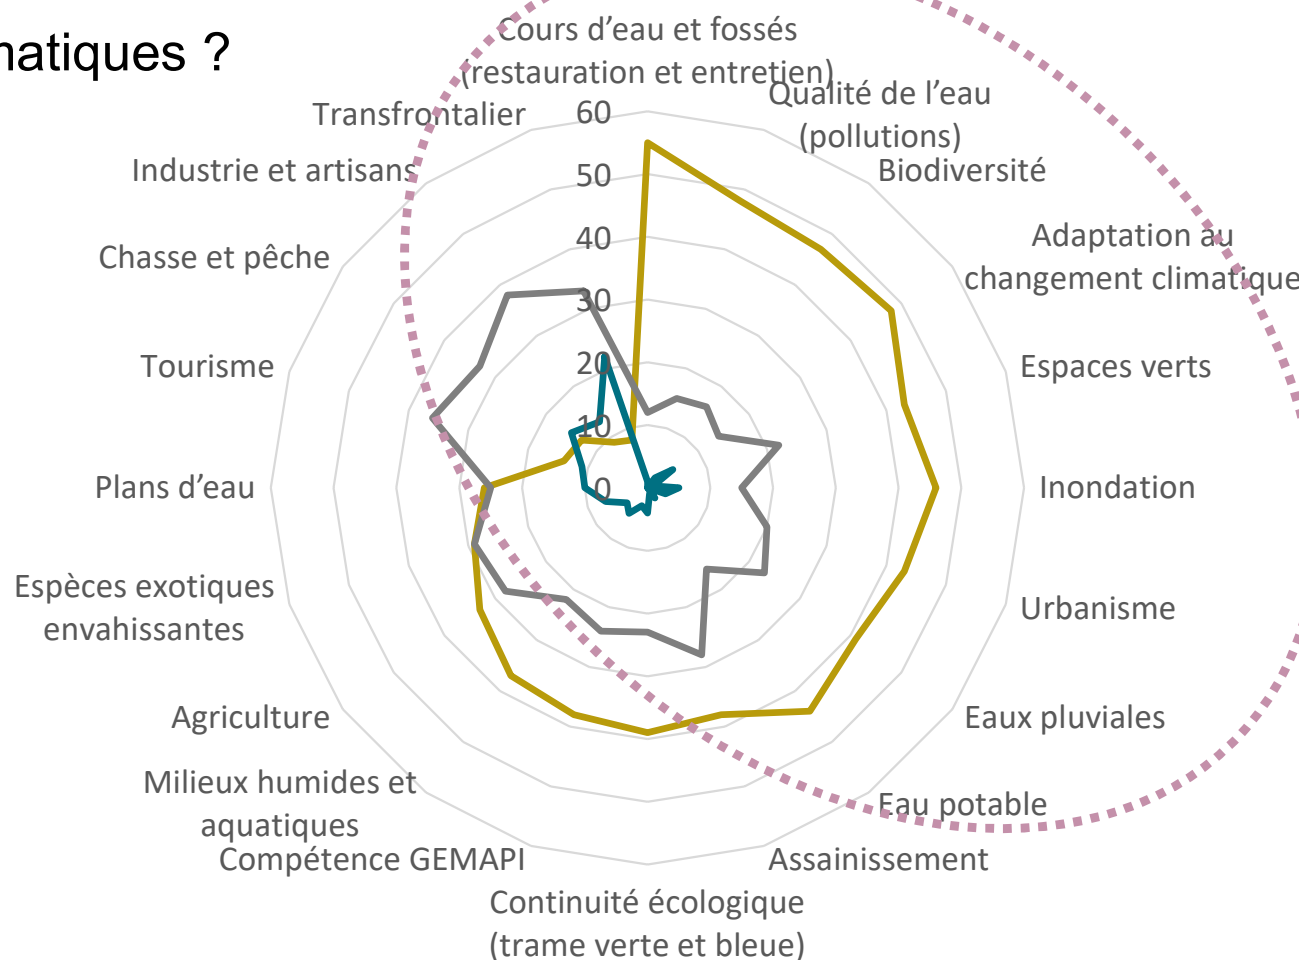 matiques ?
Cours d’eau et fossés
(restauration et entretien)
Qualité de l’eau
(pollutions)
Biodiversité
Adaptation au
changement climatique
Espaces verts
Inondation
Urbanisme
Eaux pluviales
Eau potable
Assainissement
Continuité écologique
(trame verte et bleue)
Compétence GEMAPI
Milieux humides et
aquatiques
Agriculture
Espèces exotiques
envahissantes
Plans d’eau
Tourisme
Chasse et pêche
Industrie et artisans
Transfrontalier
60
50
40
30
20
10
0